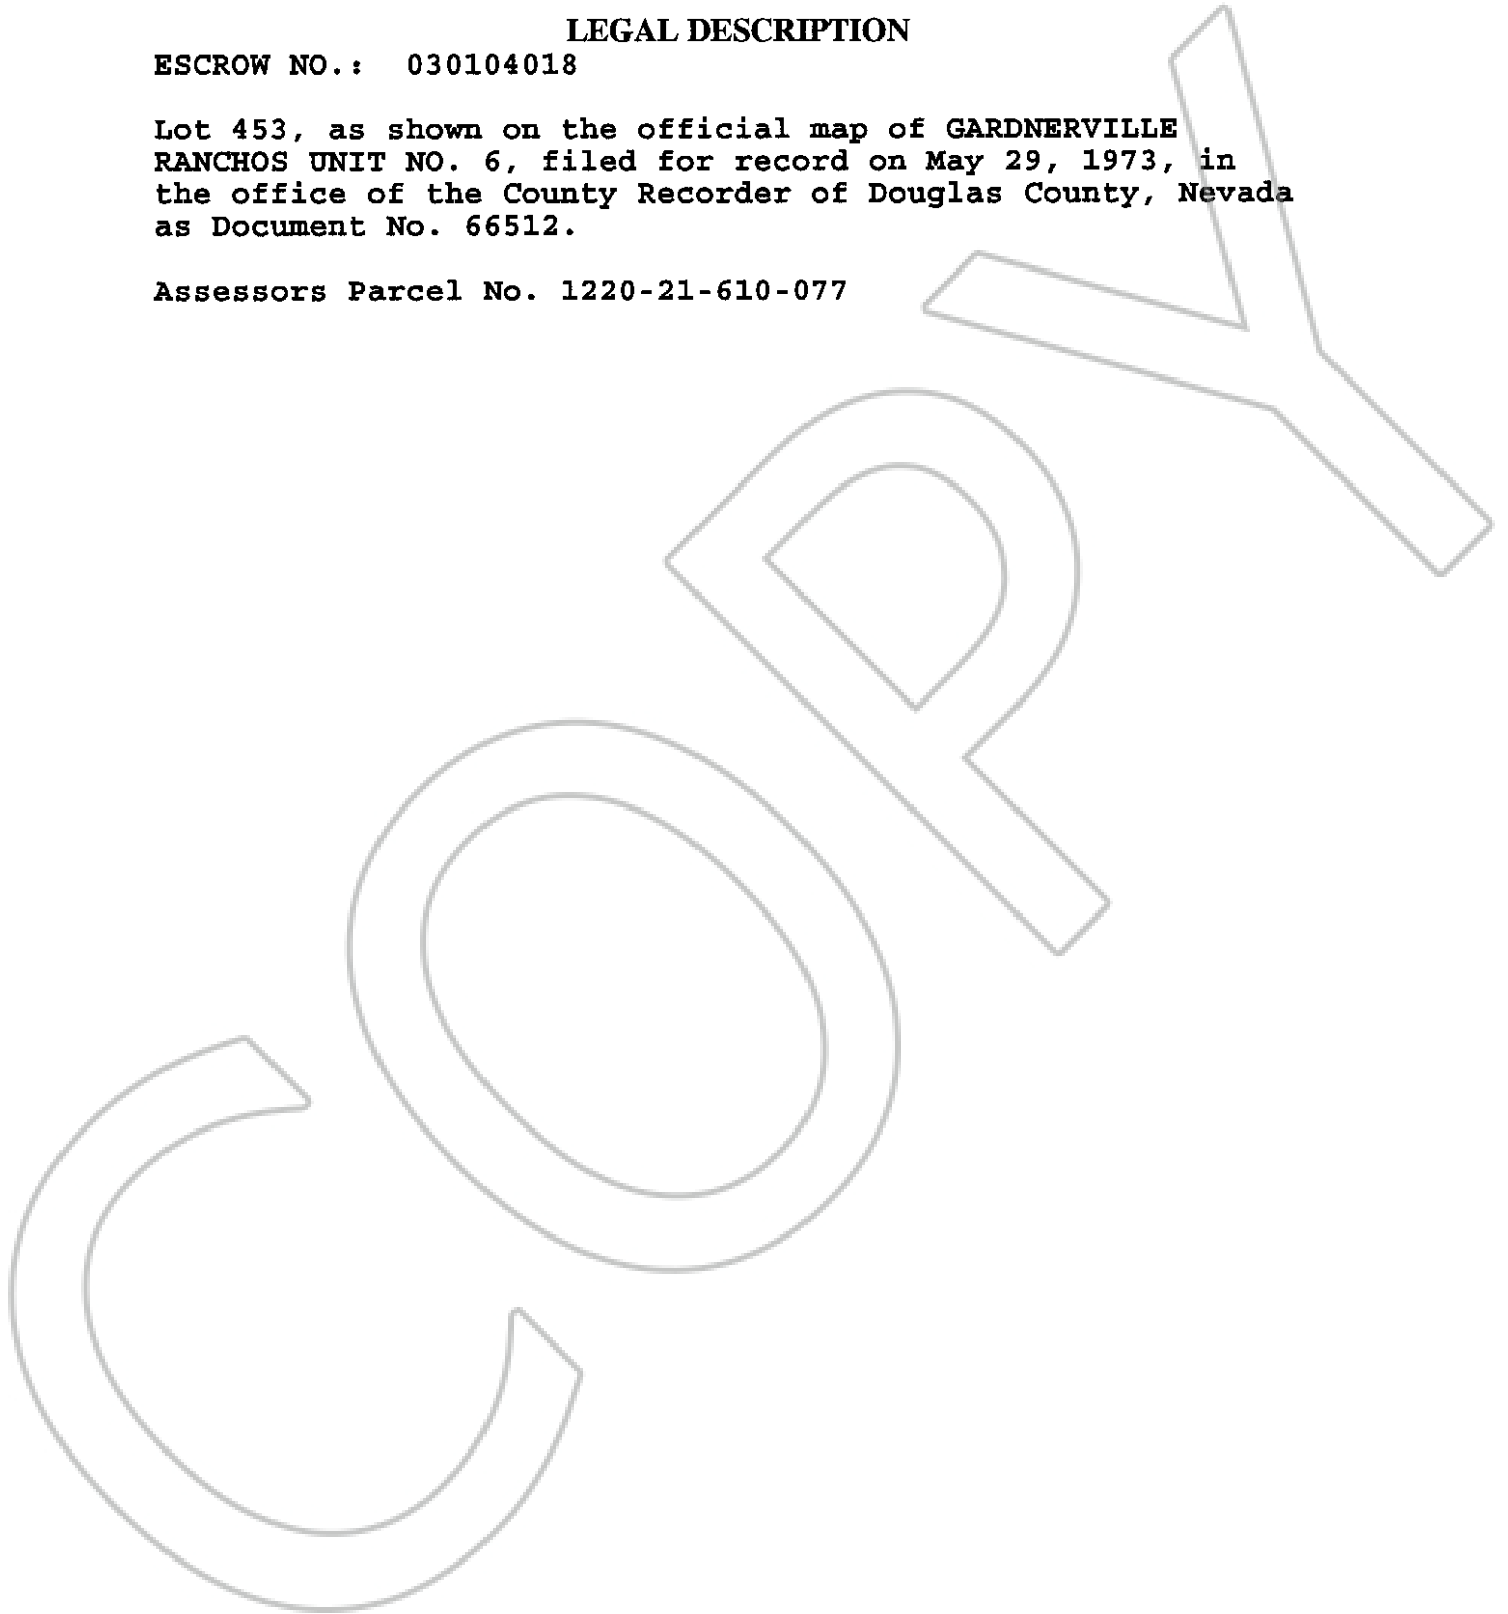 LEGAL DESCRIPTION
ESCROW NO.: 030104018
Lot 453, as shown on the official map of GARDNERVILLE
RANCHOS UNIT NO. 6, filed for record on May 29, 1973, in
the office of the County Recorder of Douglas County, Nevada
as Document No. 66512.
Assessors Parcel No. 1220-21-610-077
COPY